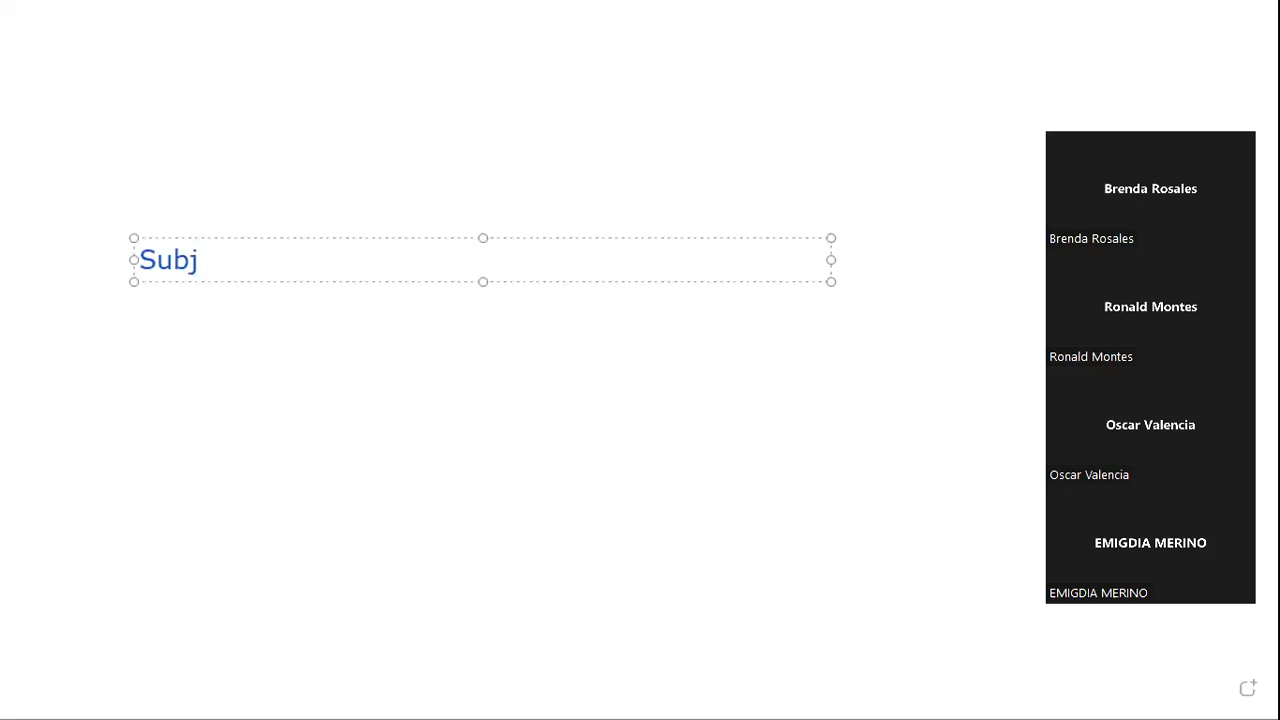 Subj
Brenda Rosales
Brenda Rosales
Ronald Montes
Ronald Montes
Oscar Valencia
Oscar Valencia
EMIGDIA MERINO
EMIGDIA MERINO